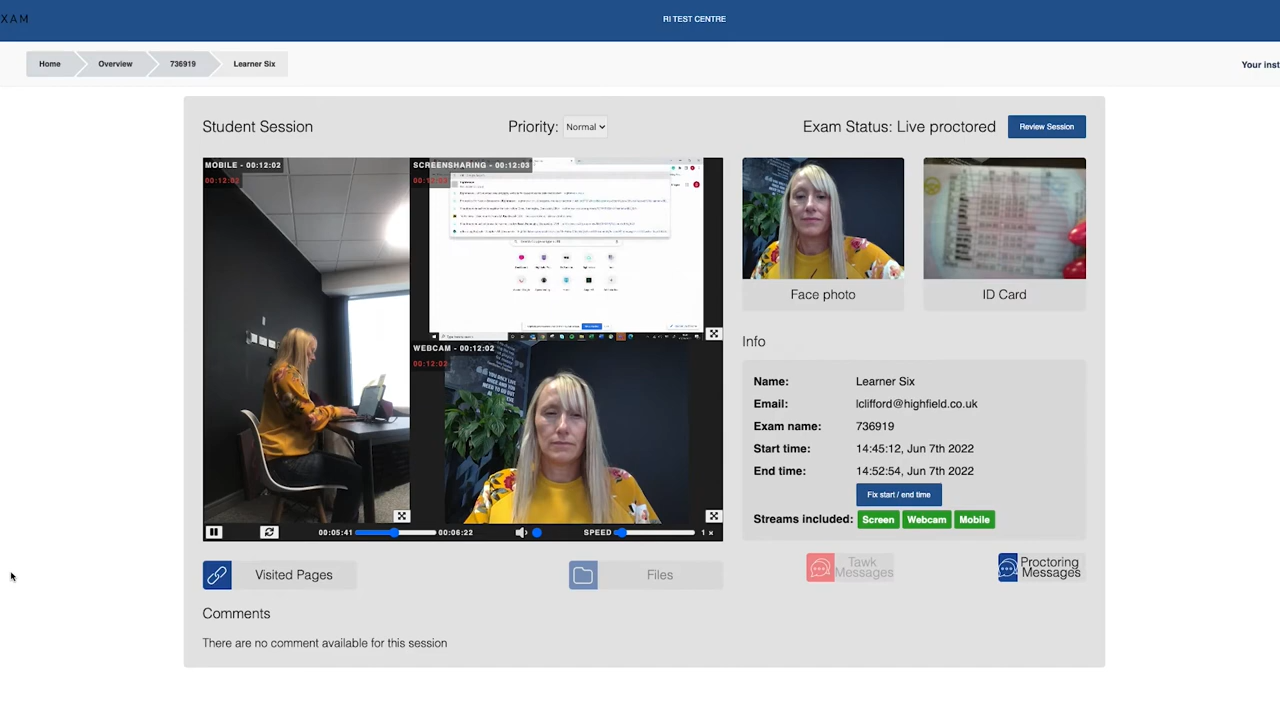 XAM
RI TEST CENTRE
Home
Overview
736919
Learner Six
Your inst
Student Session
Priority:
Normal
Exam Status: Live proctored
Review Session
MOBILE - 00:12:02
SCREENSHARING - 00:12:03
WEBCAM - 00:12:02
00:12:02
YOU ONLY
00:05:41
00:06:22
SPEED
1 x
Face photo
ID Card
Info
Name: Learner Six
Email: lclifford@highfield.co.uk
Exam name: 736919
Start time: 14:45:12, Jun 7th 2022
End time: 14:52:54, Jun 7th 2022
Fix start / end time
Streams included: Screen Webcam Mobile
Visited Pages
Files
Tawk
Messages
Proctoring
Messages
Comments
There are no comment available for this session